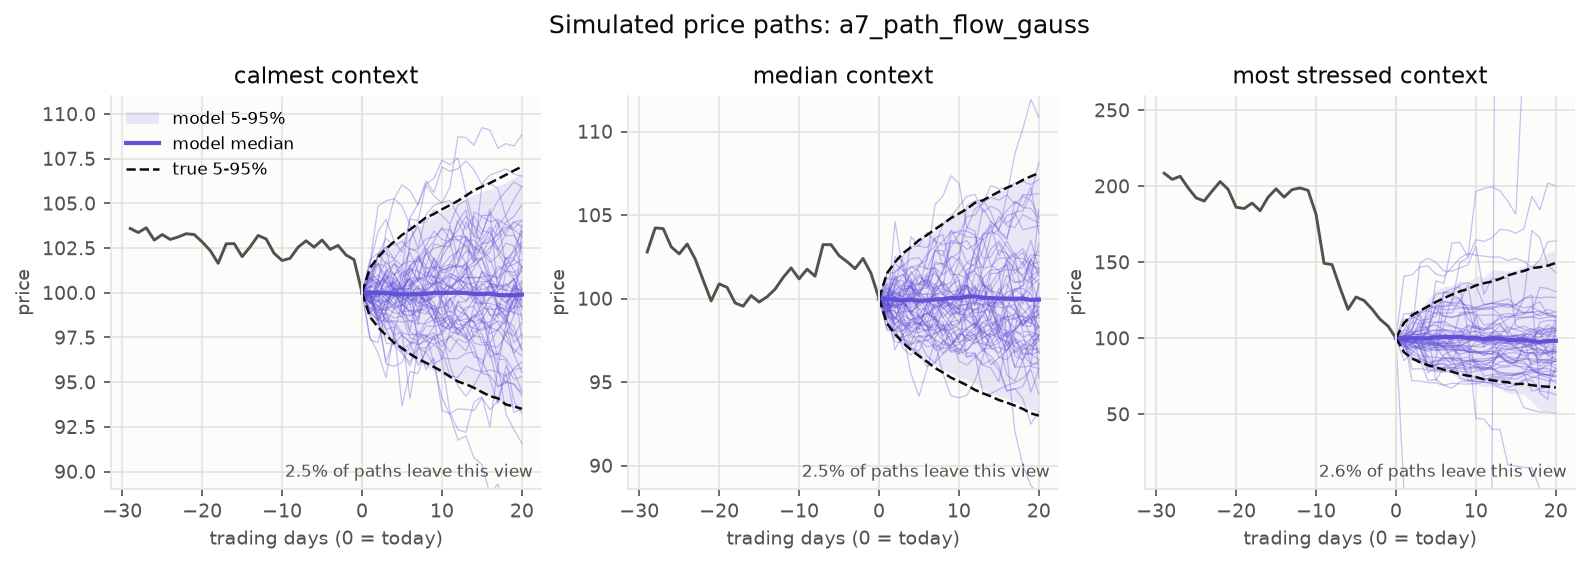 Simulated price paths: a7_path_flow_gauss
calmest context
model 5-95%
model median
true 5-95%
110.0
107.5
105.0
102.5
100.0
97.5
95.0
92.5
90.0
price
2.5% of paths leave this view
−30
−20
−10
0
10
20
trading days (0 = today)
median context
110
105
100
95
90
price
2.5% of paths leave this view
−30
−20
−10
0
10
20
trading days (0 = today)
most stressed context
250
200
150
100
50
price
2.6% of paths leave this view
−30
−20
−10
0
10
20
trading days (0 = today)